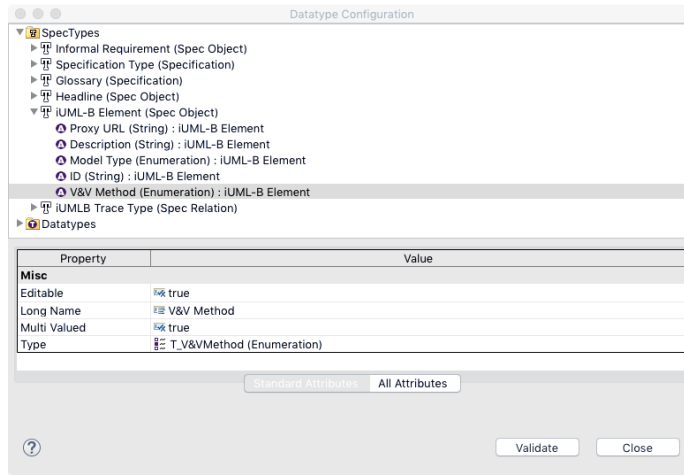 Datatype Configuration
SpecTypes
Informal Requirement (Spec Object)
Specification Type (Specification)
Glossary (Specification)
Headline (Spec Object)
iUML-B Element (Spec Object)
Proxy URL (String) : iUML-B Element
Description (String) : iUML-B Element
Model Type (Enumeration) : iUML-B Element
ID (String) : iUML-B Element
V&V Method (Enumeration) : iUML-B Element
iUMLB Trace Type (Spec Relation)
Datatypes
Property Value
Misc
Editable true
Long Name V&V Method
Multi Valued true
Type T_V&VMethod (Enumeration)
Standard Attributes All Attributes
? Validate Close